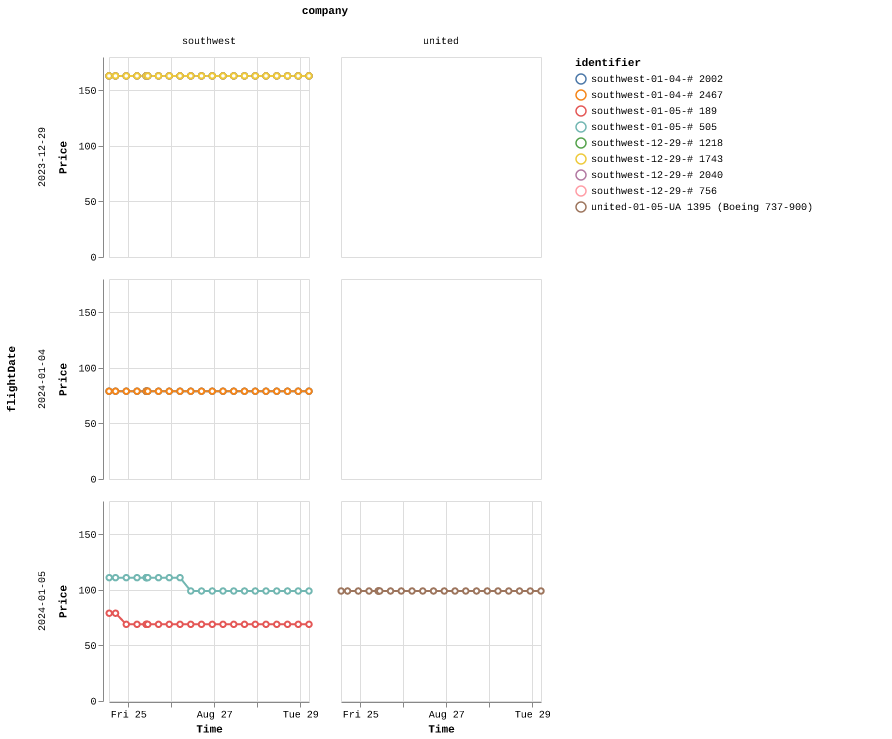 company
southwest
united
identifier
southwest-01-04-# 2002
southwest-01-04-# 2467
southwest-01-05-# 189
southwest-01-05-# 505
southwest-12-29-# 1218
southwest-12-29-# 1743
southwest-12-29-# 2040
southwest-12-29-# 756
united-01-05-UA 1395 (Boeing 737-900)
flightDate
2023-12-29
Price
150
100
50
0
2024-01-04
Price
150
100
50
0
2024-01-05
Price
150
100
50
0
Fri 25
Aug 27
Tue 29
Time
Fri 25
Aug 27
Tue 29
Time